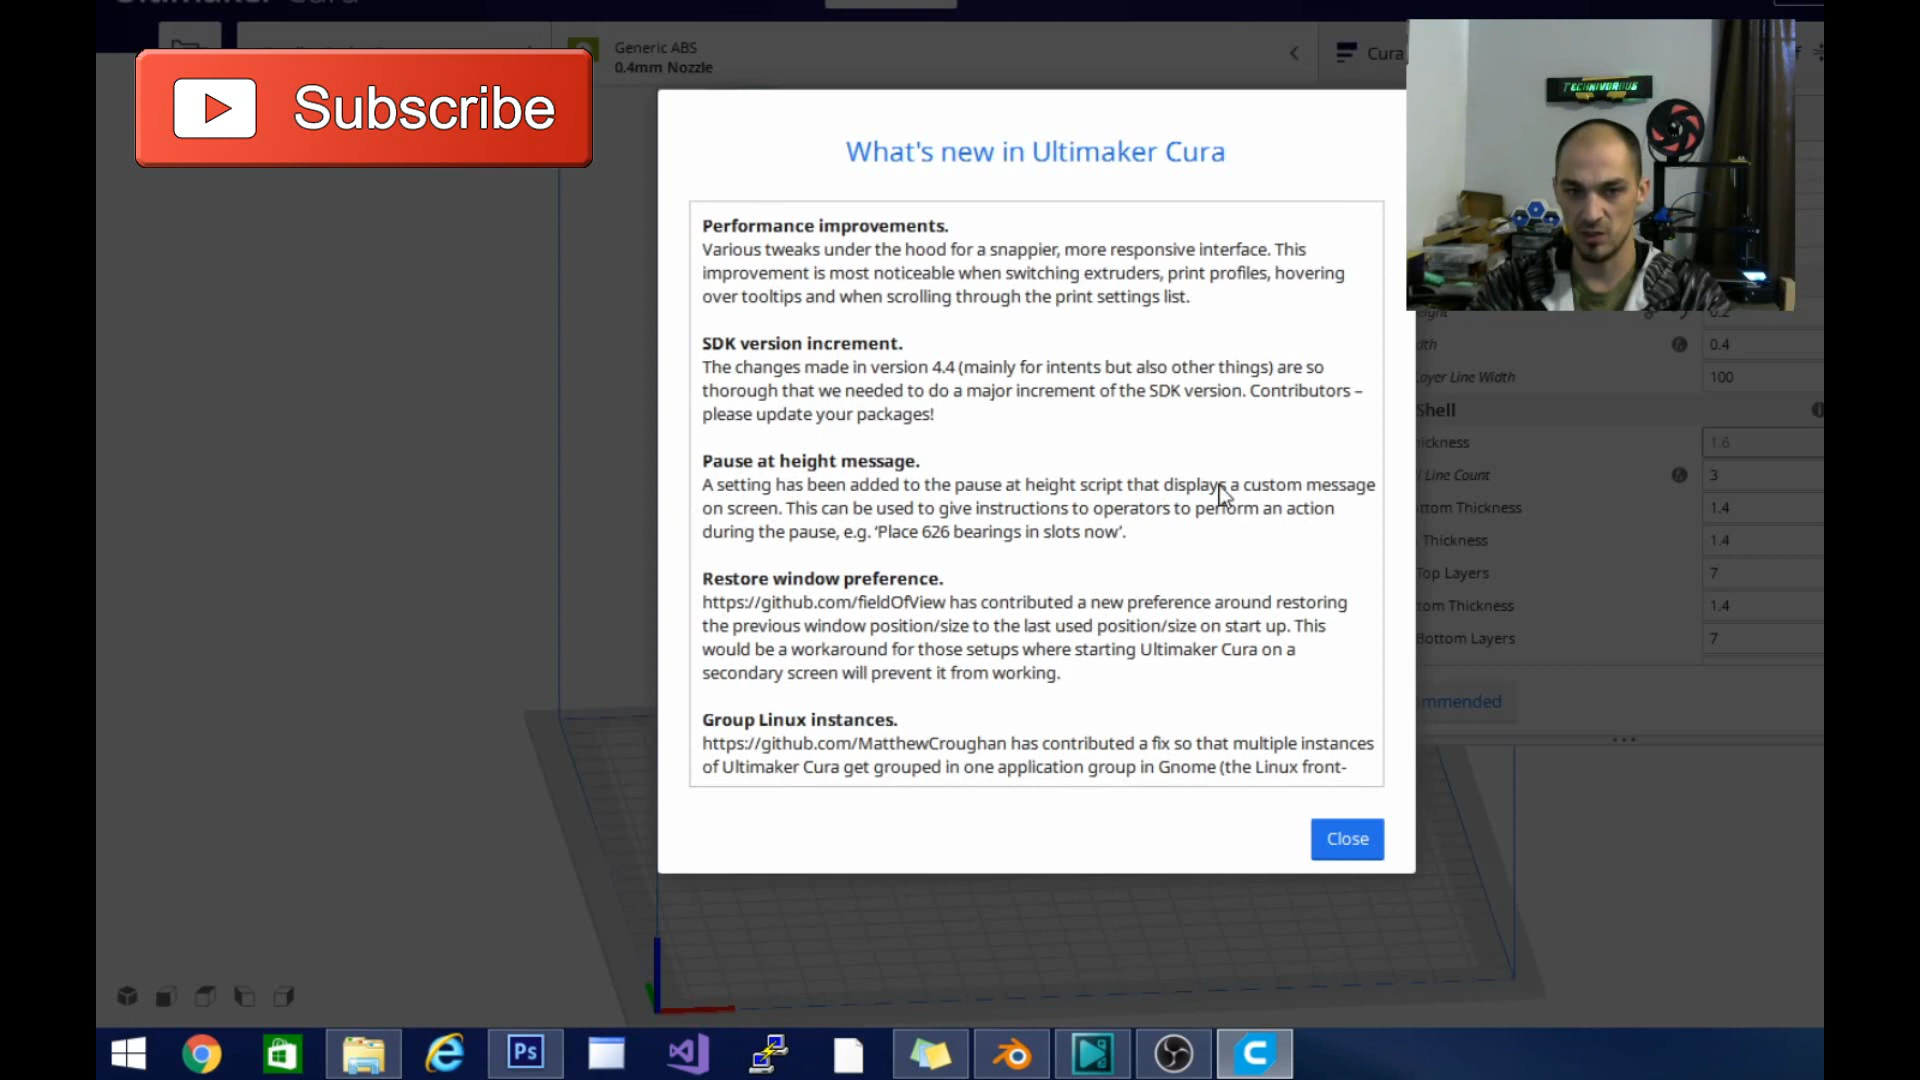 Generic ABS
0.4mm Nozzle
Cura
Subscribe
TECHNIVOROUS
What's new in Ultimaker Cura
Performance improvements.
Various tweaks under the hood for a snappier, more responsive interface. This
improvement is most noticeable when switching extruders, print profiles, hovering
over tooltips and when scrolling through the print settings list.
SDK version increment.
The changes made in version 4.4 (mainly for intents but also other things) are so
thorough that we needed to do a major increment of the SDK version. Contributors –
please update your packages!
Pause at height message.
A setting has been added to the pause at height script that displays a custom message
on screen. This can be used to give instructions to operators to perform an action
during the pause, e.g. ‘Place 626 bearings in slots now’.
Restore window preference.
https://github.com/fieldOfView has contributed a new preference around restoring
the previous window position/size to the last used position/size on start up. This
would be a workaround for those setups where starting Ultimaker Cura on a
secondary screen will prevent it from working.
Group Linux instances.
https://github.com/MatthewCroughan has contributed a fix so that multiple instances
of Ultimaker Cura get grouped in one application group in Gnome (the Linux front-
Close
0.2
dth 0.4
ayer Line Width 100
Shell
ickness 1.6
Line Count 3
ttom Thickness 1.4
Thickness 1.4
Top Layers 7
tom Thickness 1.4
Bottom Layers 7
mmended
Ps